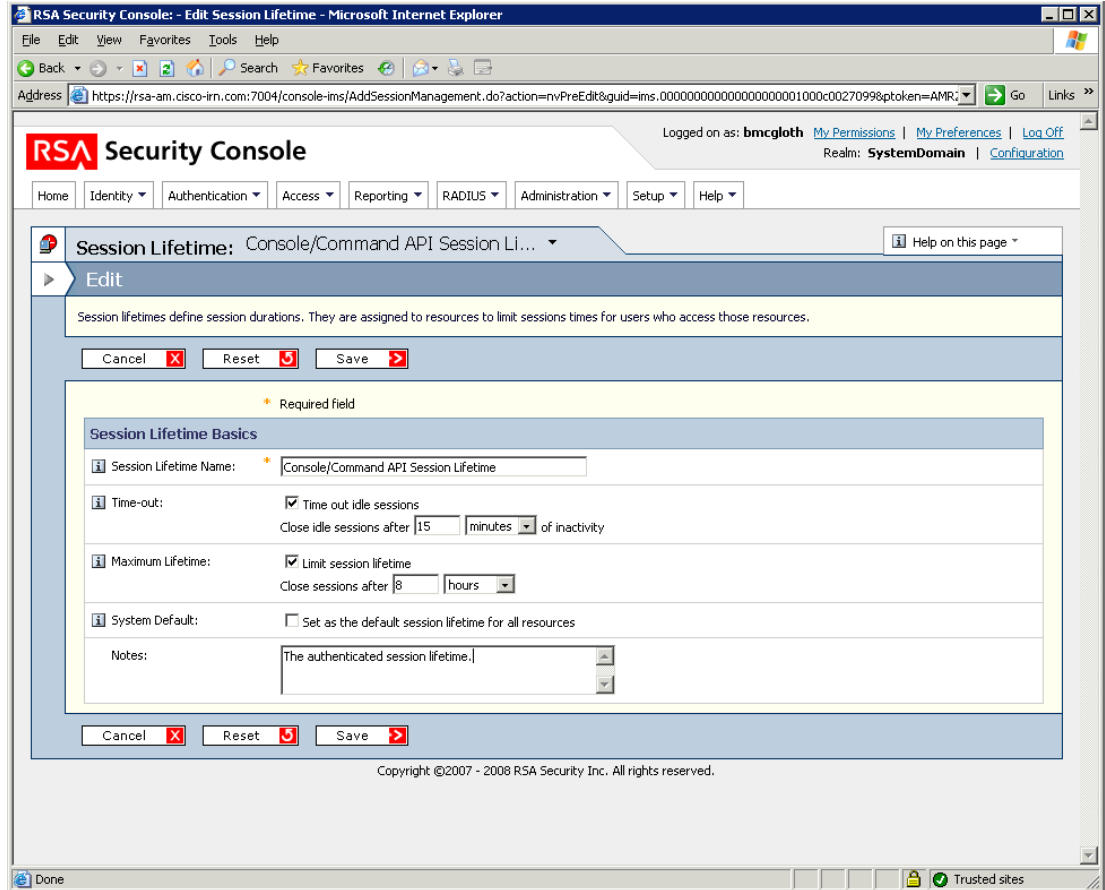 RSA Security Console: - Edit Session Lifetime - Microsoft Internet Explorer
File Edit View Favorites Tools Help
Back Search Favorites
Address https://rsa-am.cisco-irn.com:7004/console-ims/AddSessionManagement.do?action=nvPreEdit&guid=ims.000000000000000000001000c0027099&ptoken=AMR2 Go Links »
Logged on as: bmcgloth My Permissions | My Preferences | Log Off
RSA Security Console
Realm: SystemDomain | Configuration
Home Identity Authentication Access Reporting RADIUS Administration Setup Help
Session Lifetime: Console/Command API Session Li... Help on this page
Edit
Session lifetimes define session durations. They are assigned to resources to limit sessions times for users who access those resources.
Cancel X Reset Save
* Required field
Session Lifetime Basics
Session Lifetime Name: * Console/Command API Session Lifetime
Time-out: Time out idle sessions
Close idle sessions after 15 minutes of inactivity
Maximum Lifetime: Limit session lifetime
Close sessions after 8 hours
System Default: Set as the default session lifetime for all resources
Notes: The authenticated session lifetime.
Cancel X Reset Save
Copyright ©2007 - 2008 RSA Security Inc. All rights reserved.
Done Trusted sites